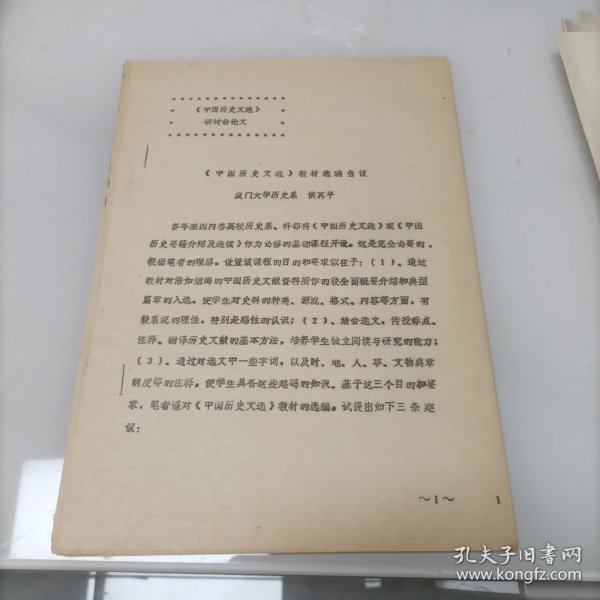 《中国历史文选》
研讨会论文
《中国历史文选》教材选编刍议
厦门大学历史系 侯其平
多年来国内各高校历史系、科都将《中国历史文选》或《中国
历史要籍介绍及选读》作为必修的基础课程开设。这是完全必要的、
根据笔者的理解。设置该课程的目的和要求似在于:(1)、通过
教材对浩如烟海的中国历史文献资料所作的较全面概要介绍和典型
篇章的入选。使学生对史料的种类、源流、格式、内容等方面,有
较系统的理性,特别是感性的认识;(2)、结合选文。传授标点、
注释、翻译历史文献的基本方法,培养学生独立阅读与研究的能力;
(3)、通过对选文中一些字词,以及时、地、人、事、文物典章
制度等的注释。使学生具备这些起码的知识。基于这三个目的和要
求。笔者谨对《中国历史文选》教材的选编。试提出如下三条建
议:
～1～ 1
孔夫子旧书网
www.kongfz.com